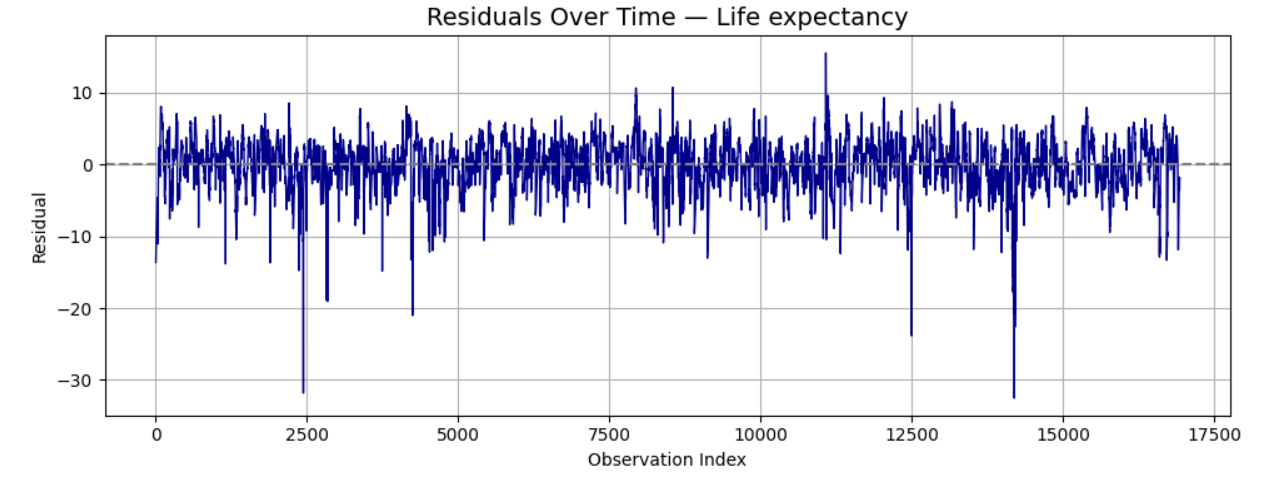 Residuals Over Time — Life expectancy
Residual
10
0
−10
−20
−30
0 2500 5000 7500 10000 12500 15000 17500
Observation Index